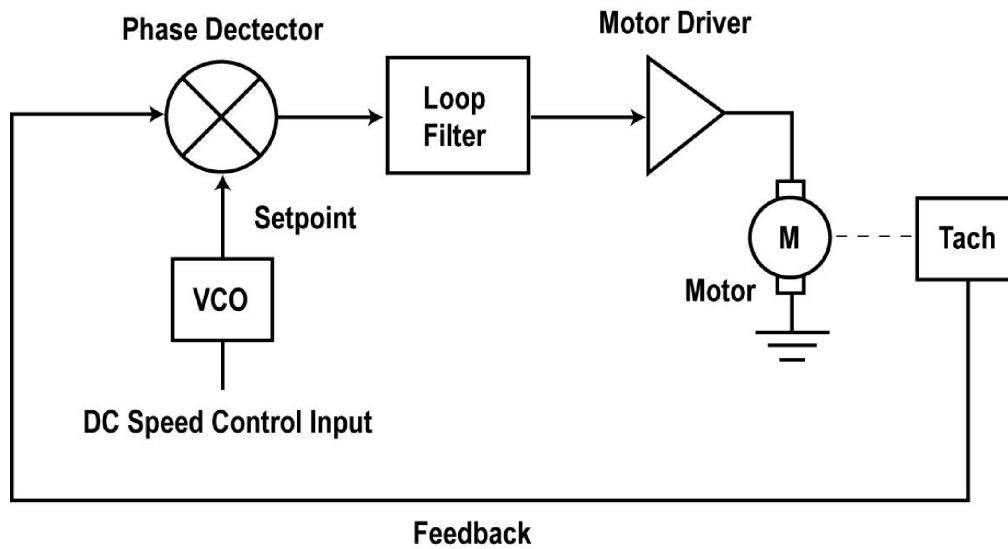 Phase Dectector
Motor Driver
Loop
Filter
Setpoint
M
Tach
VCO
Motor
DC Speed Control Input
Feedback